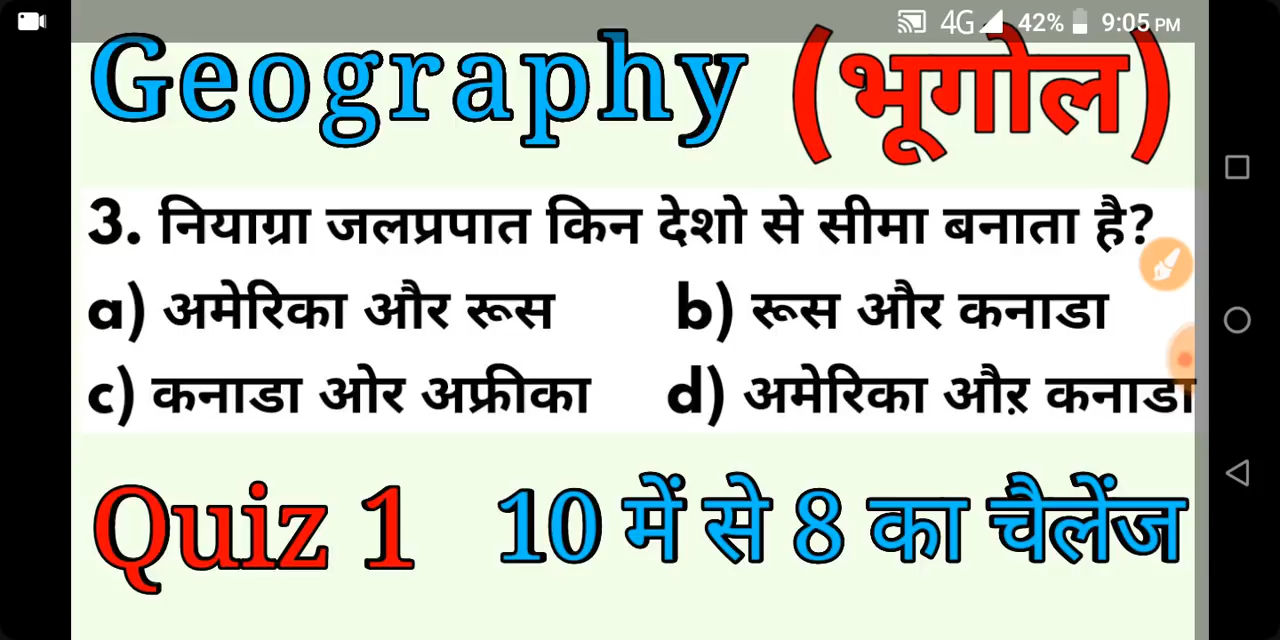 4G 42% 9:05 PM
Geography (भूगोल)
3. नियाग्रा जलप्रपात किन देशो से सीमा बनाता है?
a) अमेरिका और रूस b) रूस और कनाडा
c) कनाडा ओर अफ्रीका d) अमेरिका औऱ कनाडा
Quiz 1 10 में से 8 का चैलेंज